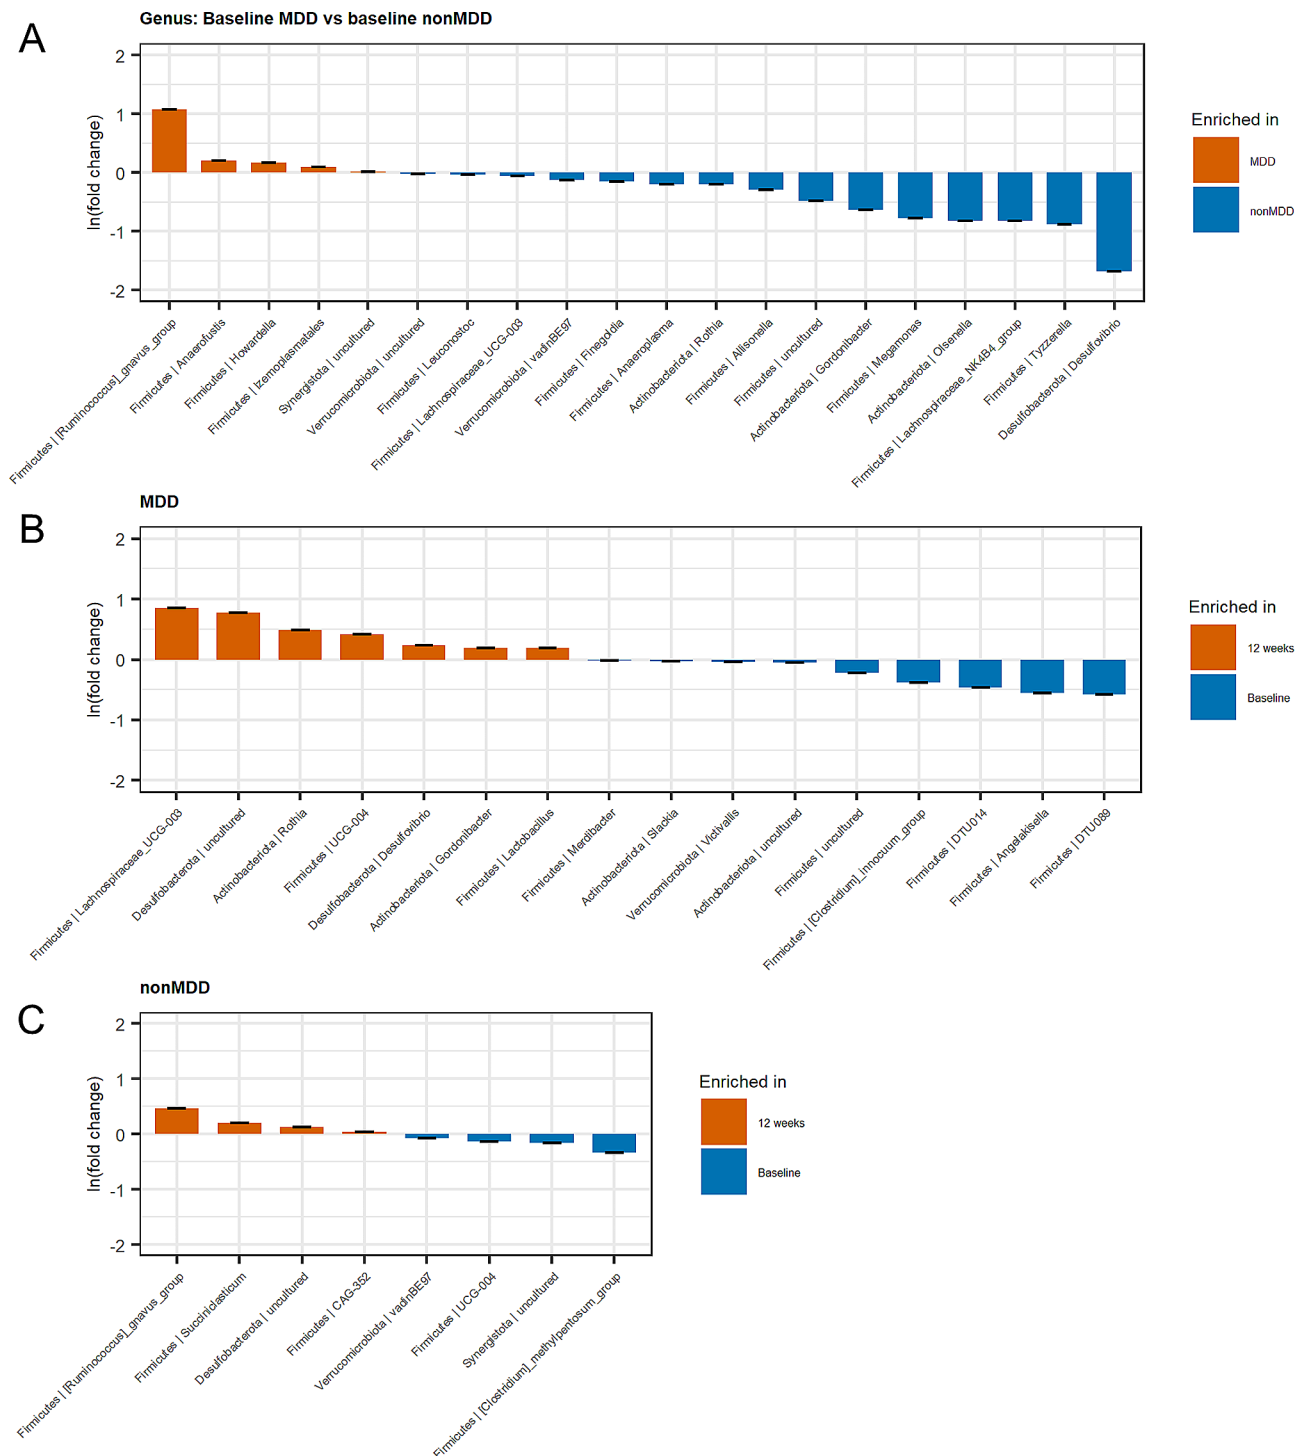 A
Genus: Baseline MDD vs baseline nonMDD
ln(fold change)
2
1
0
-1
-2
Firmicutes | [Ruminococcus]_gnavus_group
Firmicutes | Anaerofustis
Firmicutes | Howardella
Firmicutes | Izemoplasmatales
Synergistota | uncultured
Verrucomicrobiota | uncultured
Firmicutes | Leuconostoc
Firmicutes | Lachnospiraceae_UCG-003
Verrucomicrobiota | vadinBE97
Firmicutes | Finegoldia
Firmicutes | Anaeroplasma
Actinobacteriota | Rothia
Firmicutes | Allisonella
Firmicutes | uncultured
Actinobacteriota | Gordonibacter
Firmicutes | Megamonas
Actinobacteriota | Olsenella
Firmicutes | Lachnospiraceae_NK4B4_group
Firmicutes | Tyzzerella
Desulfobacterota | Desulfovibrio
Enriched in
MDD
nonMDD
B
MDD
ln(fold change)
2
1
0
-1
-2
Firmicutes | Lachnospiraceae_UCG-003
Desulfobacterota | uncultured
Actinobacteriota | Rothia
Firmicutes | UCG-004
Desulfobacterota | Desulfovibrio
Actinobacteriota | Gordonibacter
Firmicutes | Lactobacillus
Firmicutes | Merdibacter
Actinobacteriota | Slackia
Verrucomicrobiota | Victivallis
Actinobacteriota | uncultured
Firmicutes | uncultured
Firmicutes | [Clostridium]_innocuum_group
Firmicutes | DTU014
Firmicutes | Angelakisella
Firmicutes | DTU089
Enriched in
12 weeks
Baseline
C
nonMDD
ln(fold change)
2
1
0
-1
-2
Firmicutes | [Ruminococcus]_gnavus_group
Firmicutes | Succiniclasticum
Desulfobacterota | uncultured
Firmicutes | CAG-352
Verrucomicrobiota | vadinBE97
Firmicutes | UCG-004
Synergistota | uncultured
Firmicutes | [Clostridium]_methylpentosum_group
Enriched in
12 weeks
Baseline